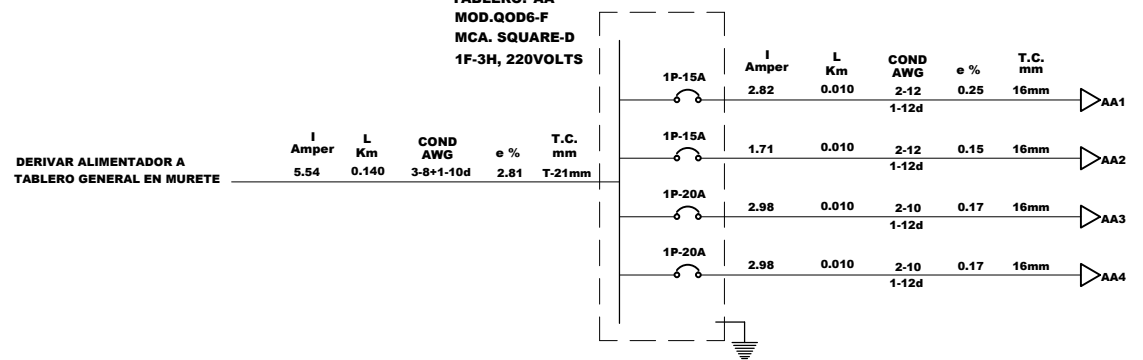 TABLERO: AA
MOD.QOD6-F
MCA. SQUARE-D
1F-3H, 220VOLTS
I
Amper
L
Km
COND
AWG
e %
T.C.
mm
1P-15A
2.82 0.010 2-12 0.25 16mm
1-12d
AA1
1P-15A
1.71 0.010 2-12 0.15 16mm
1-12d
AA2
DERIVAR ALIMENTADOR A
TABLERO GENERAL EN MURETE
I
Amper
L
Km
COND
AWG
e %
T.C.
mm
5.54 0.140 3-8+1-10d 2.81 T-21mm
1P-20A
2.98 0.010 2-10 0.17 16mm
1-12d
AA3
1P-20A
2.98 0.010 2-10 0.17 16mm
1-12d
AA4